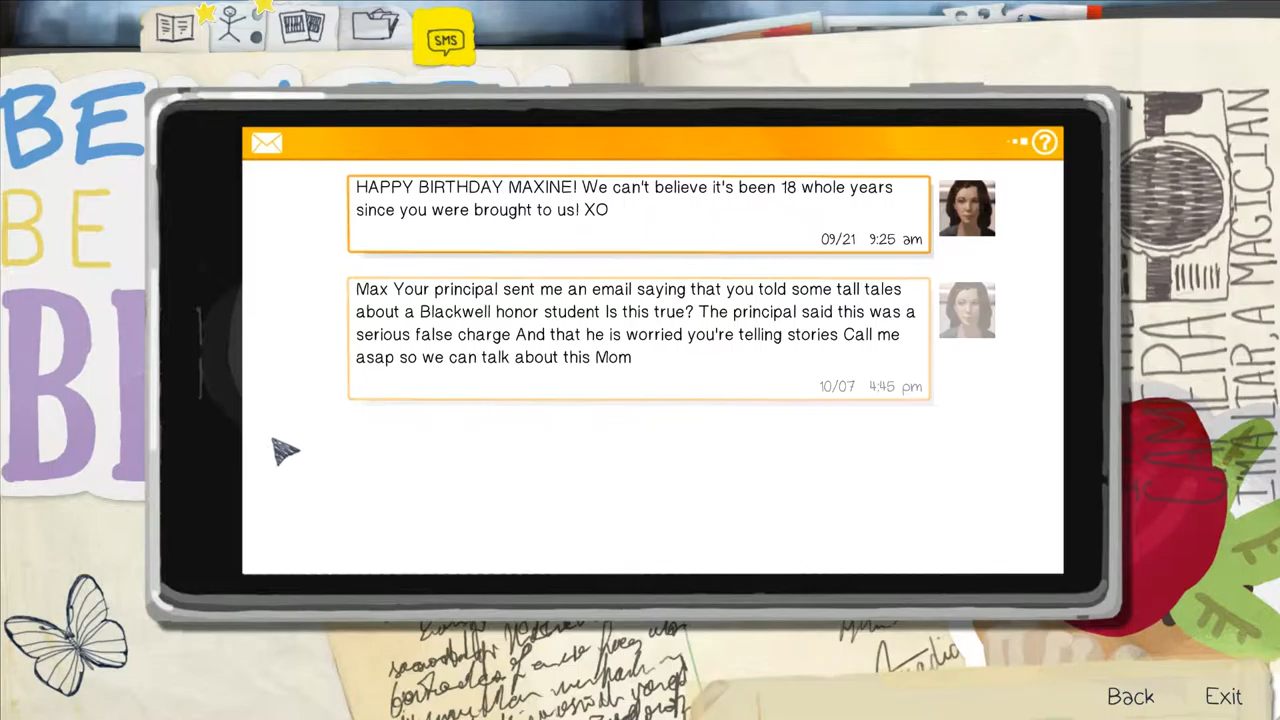 SMS
BE
BE
HAPPY BIRTHDAY MAXINE! We can't believe it's been 18 whole years
since you were brought to us! XO
09/21 9:25 am
Max Your principal sent me an email saying that you told some tall tales
about a Blackwell honor student Is this true? The principal said this was a
serious false charge And that he is worried you're telling stories Call me
asap so we can talk about this Mom
10/07 4:45 pm
CAMERA
I'M A LIAR, A MAGICIAN
Back Exit